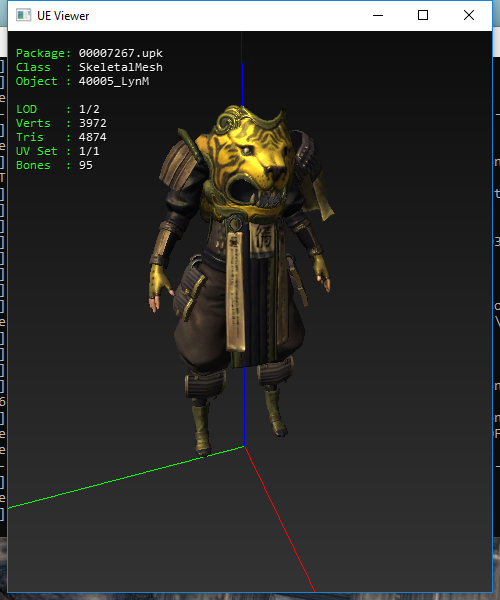 UE Viewer
Package: 00007267.upk
Class : SkeletalMesh
Object : 40005_LynM
LOD : 1/2
Verts : 3972
Tris : 4874
UV Set : 1/1
Bones : 95